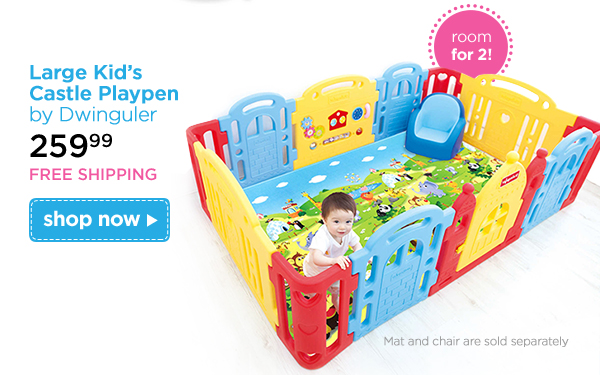 room
for 2!
Large Kid's
Castle Playpen
by Dwinguler
259⁹⁹
FREE SHIPPING
shop now
Mat and chair are sold separately